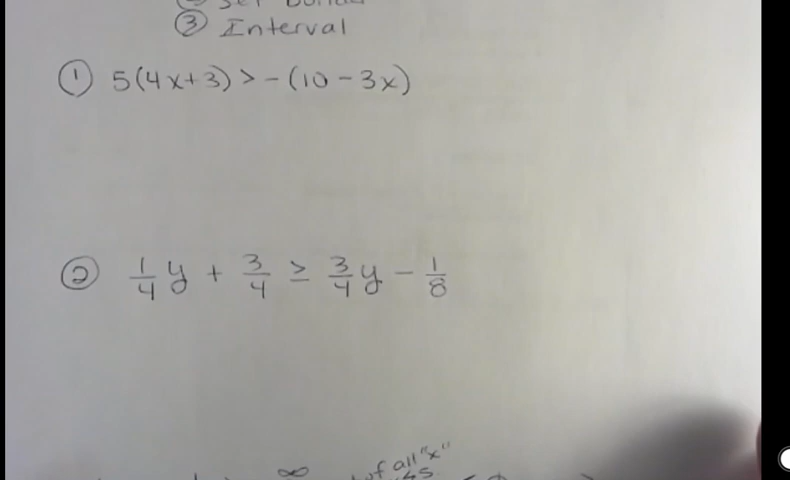 ③ Interval
① 5(4x+3) > -(10-3x)
② 1/4 y + 3/4 ≥ 3/4 y - 1/8
of all "x"
∞